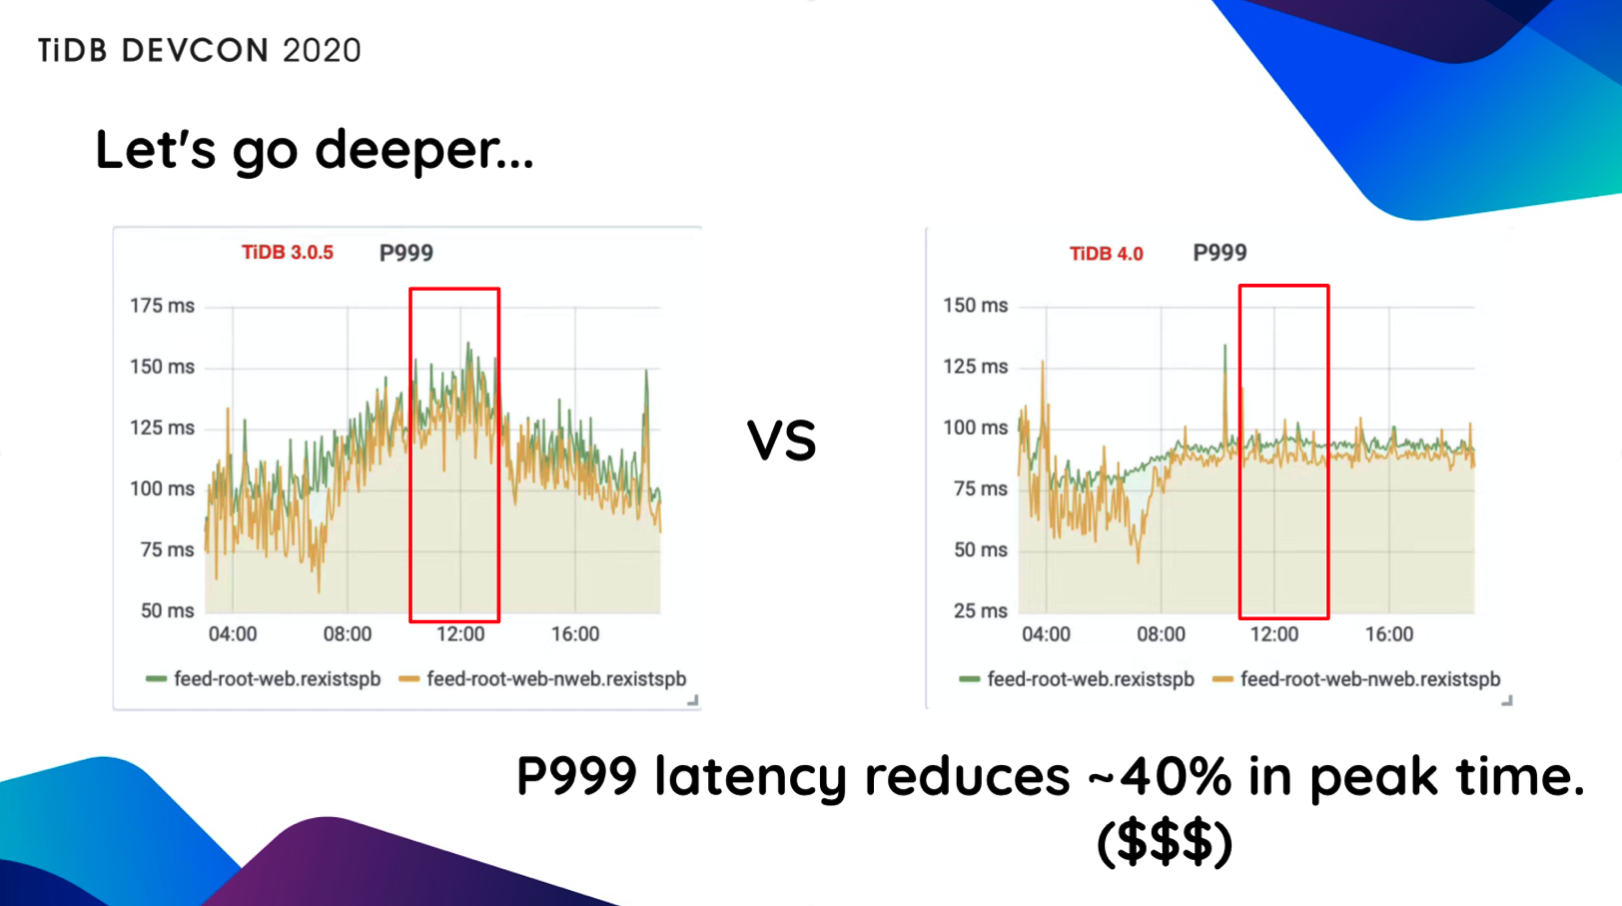 TiDB DEVCON 2020
Let's go deeper...
TiDB 3.0.5 P999
175 ms
150 ms
125 ms
100 ms
75 ms
50 ms
04:00 08:00 12:00 16:00
feed-root-web.rexistspb feed-root-web-nweb.rexistspb
VS
TiDB 4.0 P999
150 ms
125 ms
100 ms
75 ms
50 ms
25 ms
04:00 08:00 12:00 16:00
feed-root-web.rexistspb feed-root-web-nweb.rexistspb
P999 latency reduces ~40% in peak time.
($$$)